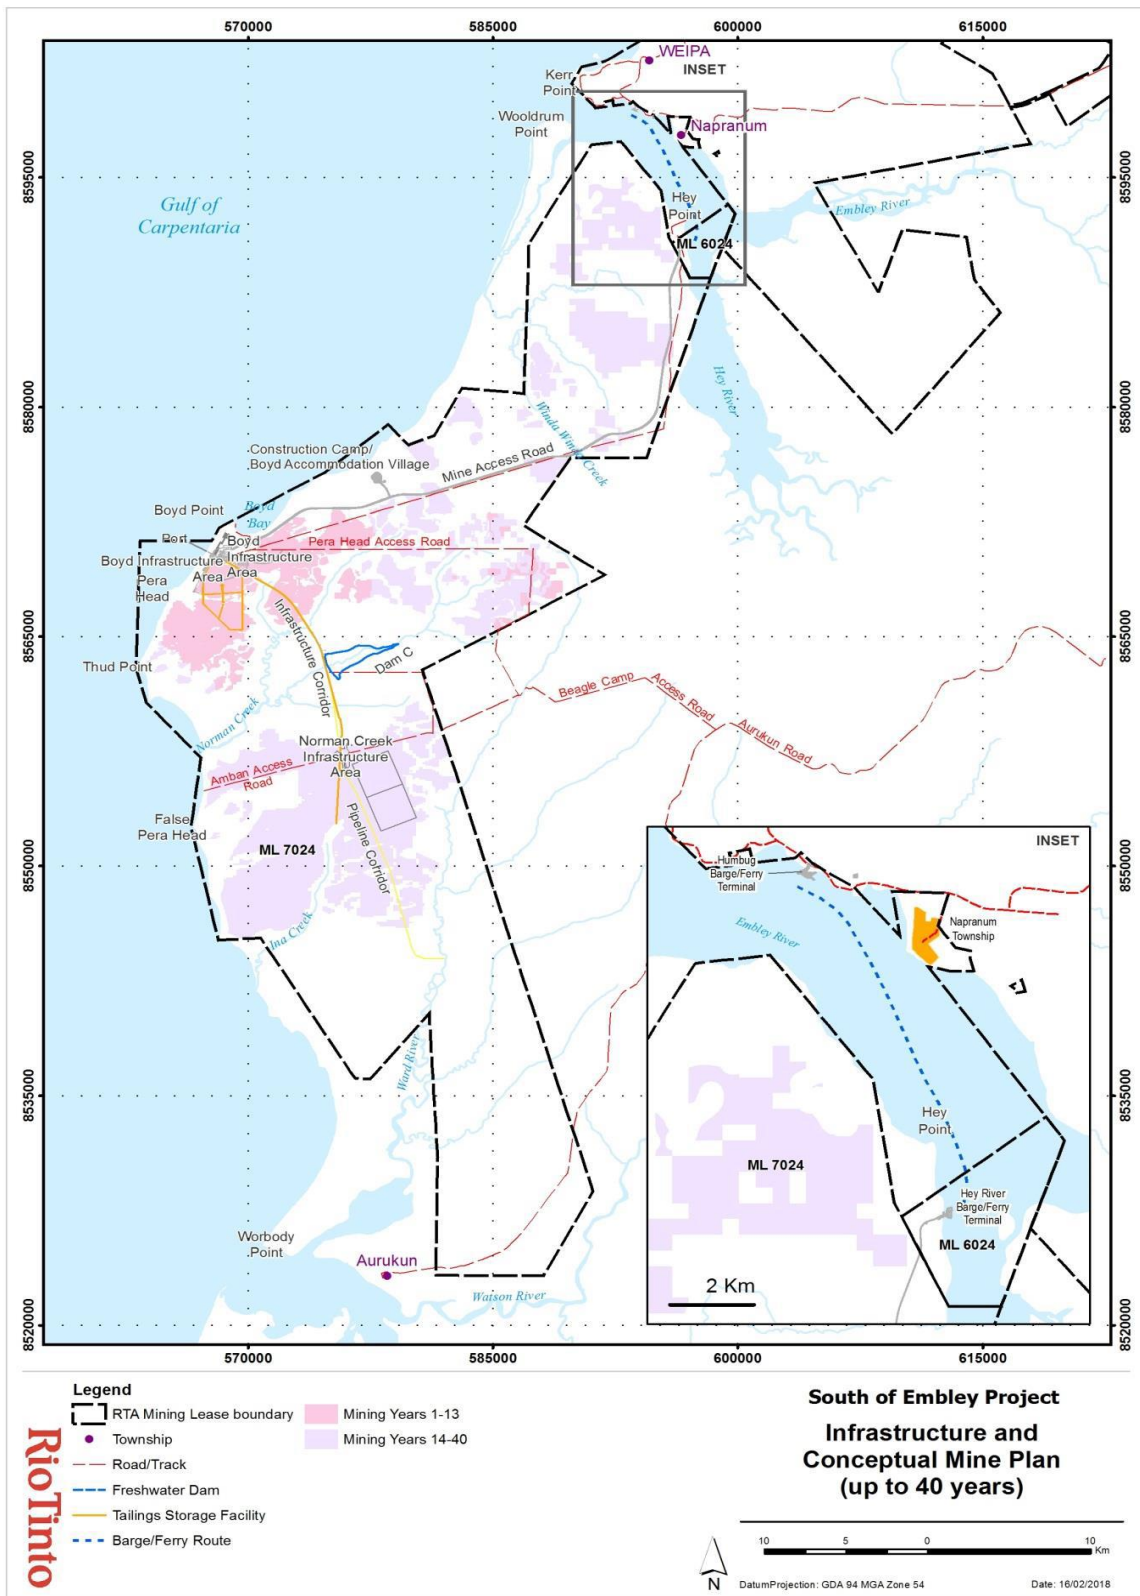 570000
585000
600000
615000
WEIPA
INSET
Kerr
Point
Wooldrum
Point
Napranum
8595000
8595000
Gulf of
Carpentaria
Hey
Point
Embley River
ML 6024
Hey River
8580000
8580000
Winda Winda Creek
Construction Camp/
Boyd Accommodation Village
Mine Access Road
Boyd Point
Boyd
Bay
Port
Boyd
Infrastructure
Area
Pera Head Access Road
Boyd Infrastructure
Area
Pera
Head
Infrastructure Corridor
8565000
8565000
Thud Point
Dam C
Beagle Camp
Access Road
Aurukun Road
Norman Creek
Norman Creek
Infrastructure
Area
Amban Access
Road
False
Pera Head
Pipeline Corridor
ML 7024
8550000
8550000
Ina Creek
Ward River
8535000
8535000
Worbody
Point
Aurukun
Watson River
8520000
8520000
INSET
Humbug
Barge/Ferry
Terminal
Embley River
Napranum
Township
Hey
Point
ML 7024
Hey River
Barge/Ferry
Terminal
ML 6024
2 Km
570000
585000
600000
615000
Legend
RTA Mining Lease boundary
Township
Road/Track
Freshwater Dam
Tailings Storage Facility
Barge/Ferry Route
Mining Years 1-13
Mining Years 14-40
RioTinto
South of Embley Project
Infrastructure and
Conceptual Mine Plan
(up to 40 years)
10
5
0
10
Km
N
DatumProjection: GDA 94 MGA Zone 54
Date: 16/02/2018